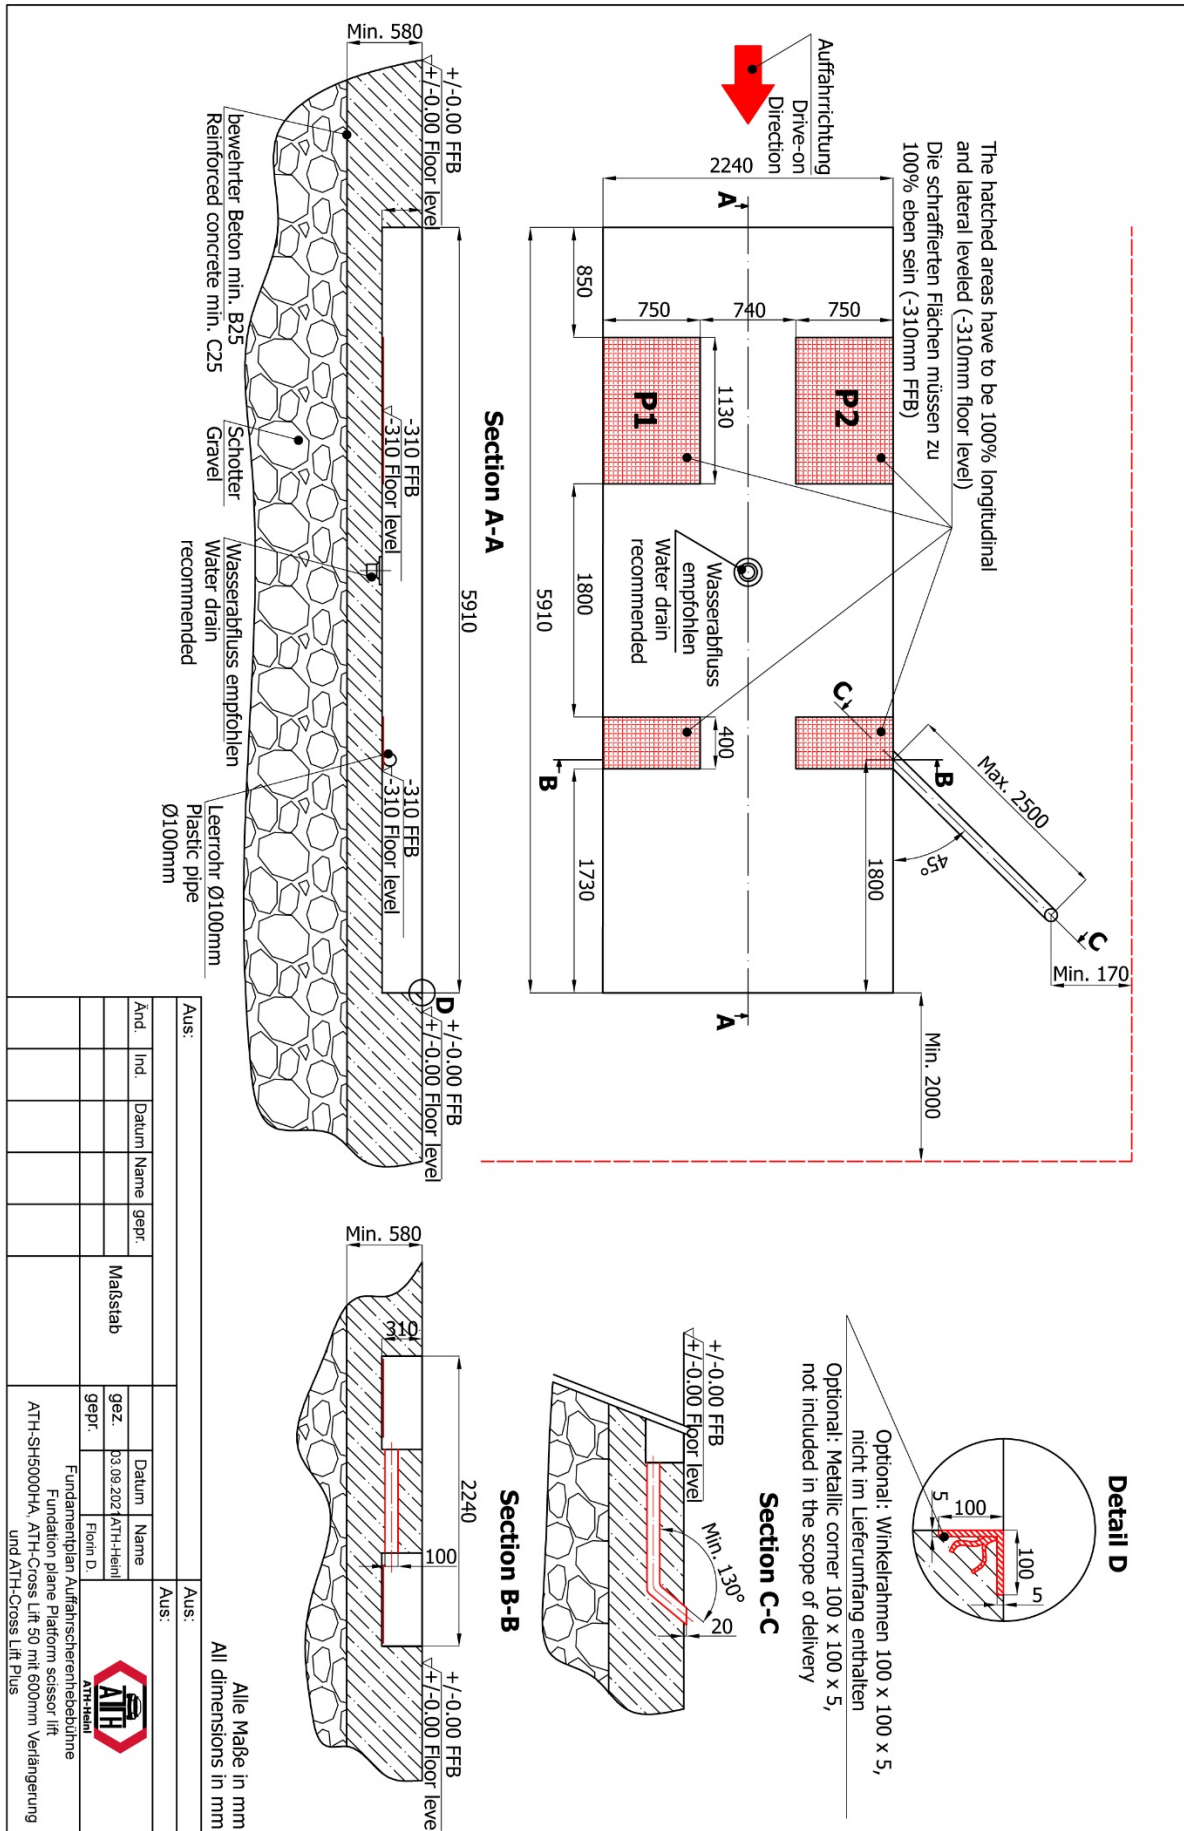 Auffahrrichtung
Drive-on
Direction
The hatched areas have to be 100% longitudinal
and lateral leveled (-310mm floor level)
Die schraffierten Flächen müssen zu
100% eben sein (-310mm FFB)
2240
A
850
750
740
750
P1
P2
1130
Wasserabfluss
empfohlen
Water drain
recommended
1800
5910
400
B
B
C
C
Max. 2500
45°
1730
1800
A
Min. 170
Min. 2000
Section A-A
Min. 580
+/-0.00 FFB
+/-0.00 Floor level
5910
-310 FFB
-310 Floor level
-310 FFB
-310 Floor level
D
+/-0.00 FFB
+/-0.00 Floor level
bewehrter Beton min. B25
Reinforced concrete min. C25
Schotter
Gravel
Wasserabfluss empfohlen
Water drain
recommended
Leerrohr Ø100mm
Plastic pipe
Ø100mm
Detail D
100
5
100
5
Optional: Winkelrahmen 100 x 100 x 5,
nicht im Lieferumfang enthalten
Optional: Metallic corner 100 x 100 x 5,
not included in the scope of delivery
Section C-C
+/-0.00 FFB
+/-0.00 Floor level
Min. 130°
20
Section B-B
Min. 580
310
2240
100
+/-0.00 FFB
+/-0.00 Floor leve
Alle Maße in mm
All dimensions in mm
Aus:
Aus:
Aus:
Änd. Ind. Datum Name gepr.
Maßstab
Datum Name
gez. 03.09.2021 ATH-Heinl
gepr. Florin D.
ATH
ATH-Heinl
Fundamentplan Auffahrscherenhebebühne
Fundation plane Platform scissor lift
ATH-SH5000HA, ATH-Cross Lift 50 mit 600mm Verlängerung
und ATH-Cross Lift Plus